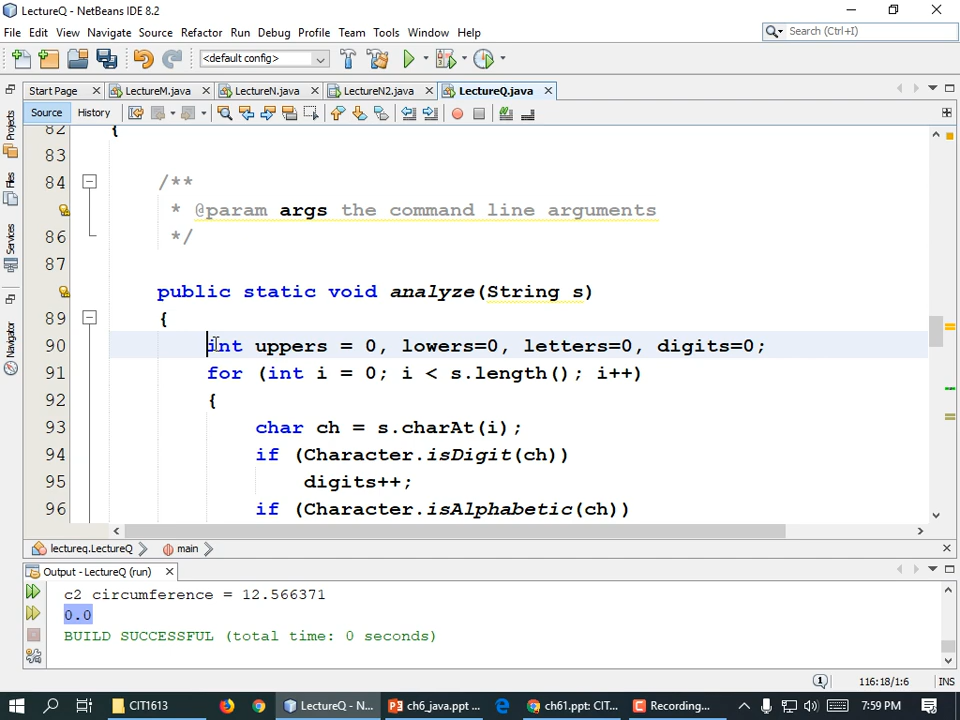 LectureQ - NetBeans IDE 8.2
File Edit View Navigate Source Refactor Run Debug Profile Team Tools Window Help
Search (Ctrl+I)
<default config>
Start Page LectureM.java LectureN.java LectureN2.java LectureQ.java
Source History
Projects
Files
Services
Navigator
82 {
83
84 /**
* @param args the command line arguments
86 */
87
public static void analyze(String s)
89 {
90 int uppers = 0, lowers=0, letters=0, digits=0;
91 for (int i = 0; i < s.length(); i++)
92 {
93 char ch = s.charAt(i);
94 if (Character.isDigit(ch))
95 digits++;
96 if (Character.isAlphabetic(ch))
lectureq.LectureQ main
Output - LectureQ (run)
c2 circumference = 12.566371
0.0
BUILD SUCCESSFUL (total time: 0 seconds)
1 116:18/1:6 INS
CIT1613 LectureQ - N... ch6_java.ppt ... ch61.ppt: CIT... Recording... 7:59 PM